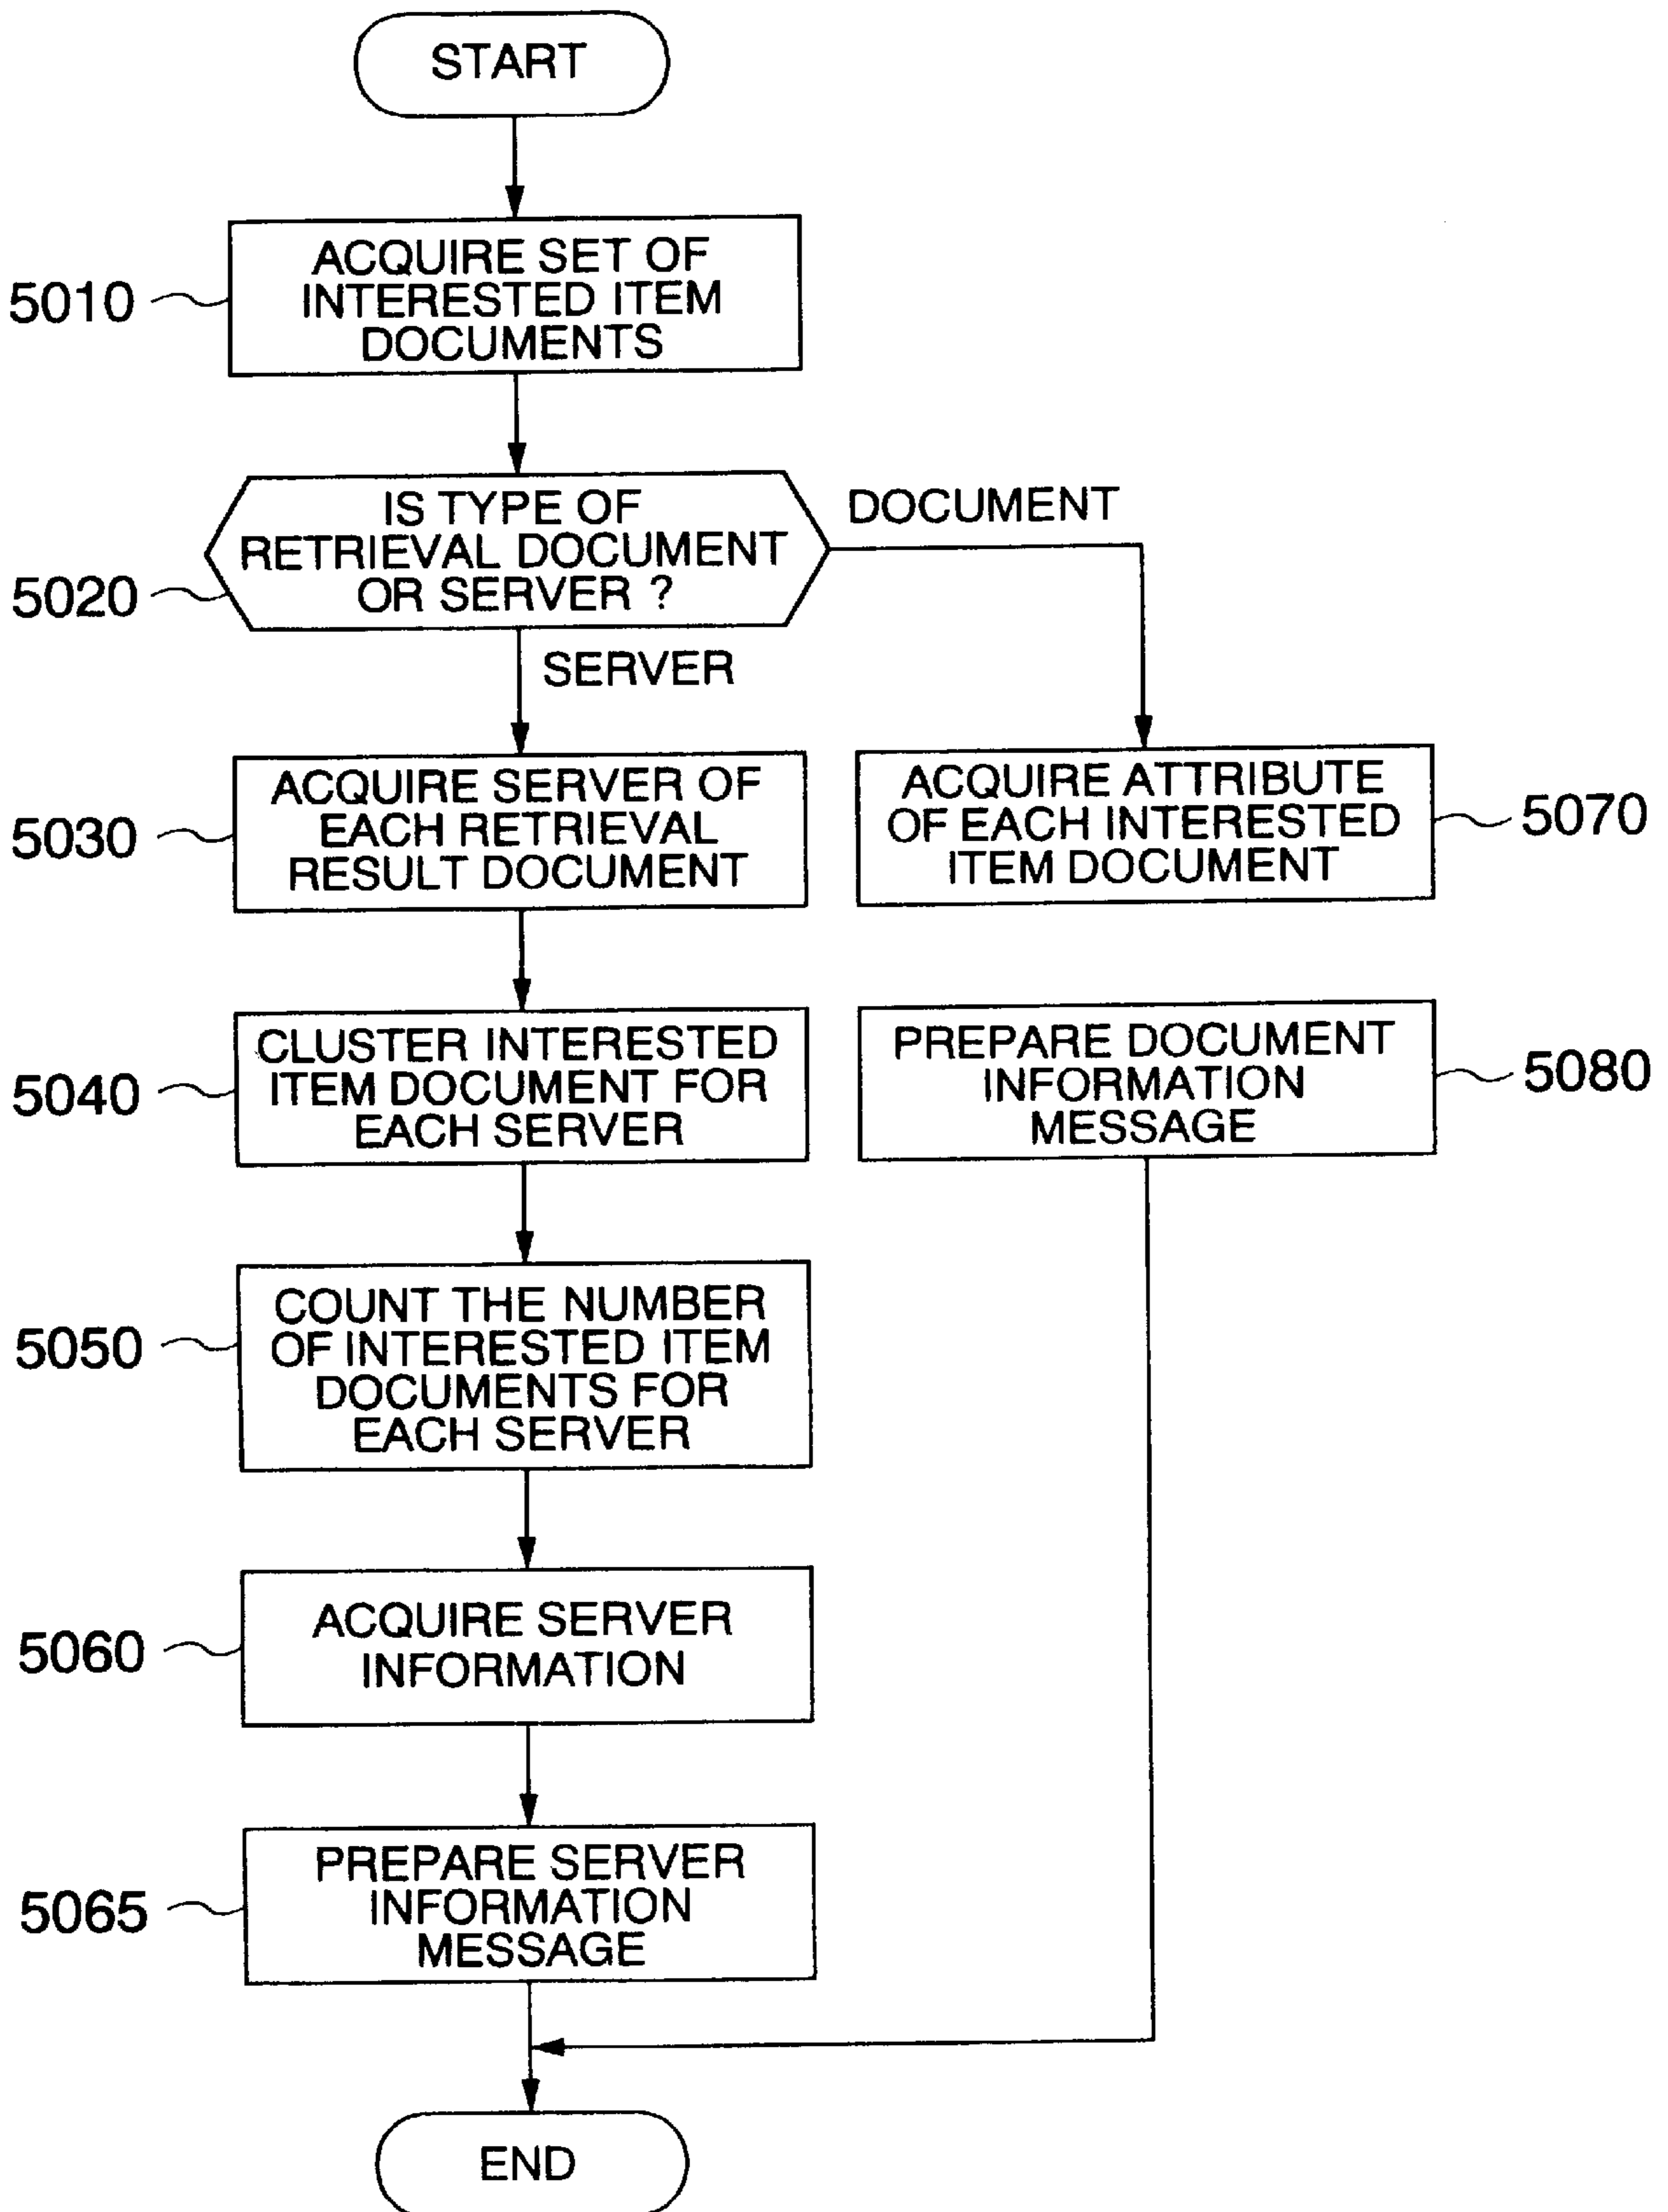 START
5010
ACQUIRE SET OF
INTERESTED ITEM
DOCUMENTS
5020
IS TYPE OF
RETRIEVAL DOCUMENT
OR SERVER ?
DOCUMENT
SERVER
5030
ACQUIRE SERVER OF
EACH RETRIEVAL
RESULT DOCUMENT
ACQUIRE ATTRIBUTE
OF EACH INTERESTED
ITEM DOCUMENT
5070
5040
CLUSTER INTERESTED
ITEM DOCUMENT FOR
EACH SERVER
PREPARE DOCUMENT
INFORMATION
MESSAGE
5080
5050
COUNT THE NUMBER
OF INTERESTED ITEM
DOCUMENTS FOR
EACH SERVER
5060
ACQUIRE SERVER
INFORMATION
5065
PREPARE SERVER
INFORMATION
MESSAGE
END